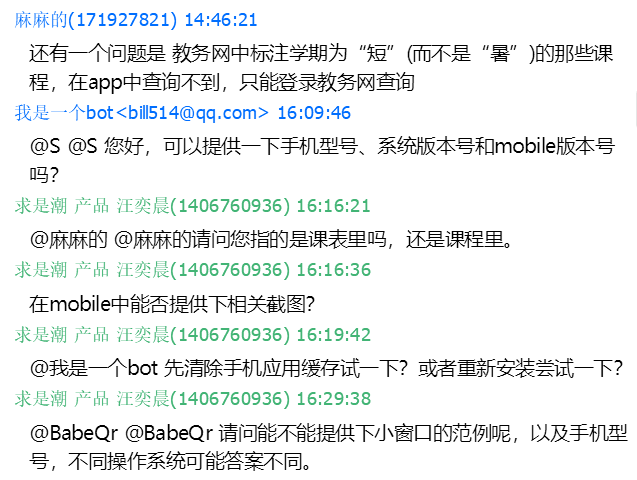 麻麻的(171927821) 14:46:21
还有一个问题是 教务网中标注学期为“短”(而不是“暑”)的那些课
程，在app中查询不到，只能登录教务网查询
我是一个bot<bill514@qq.com> 16:09:46
@S @S 您好，可以提供一下手机型号、系统版本号和mobile版本号
吗？
求是潮 产品 汪奕晨(1406760936) 16:16:21
@麻麻的 @麻麻的请问您指的是课表里吗，还是课程里。
求是潮 产品 汪奕晨(1406760936) 16:16:36
在mobile中能否提供下相关截图？
求是潮 产品 汪奕晨(1406760936) 16:19:42
@我是一个bot 先清除手机应用缓存试一下？或者重新安装尝试一下？
求是潮 产品 汪奕晨(1406760936) 16:29:38
@BabeQr @BabeQr 请问能不能提供下小窗口的范例呢，以及手机型
号，不同操作系统可能答案不同。